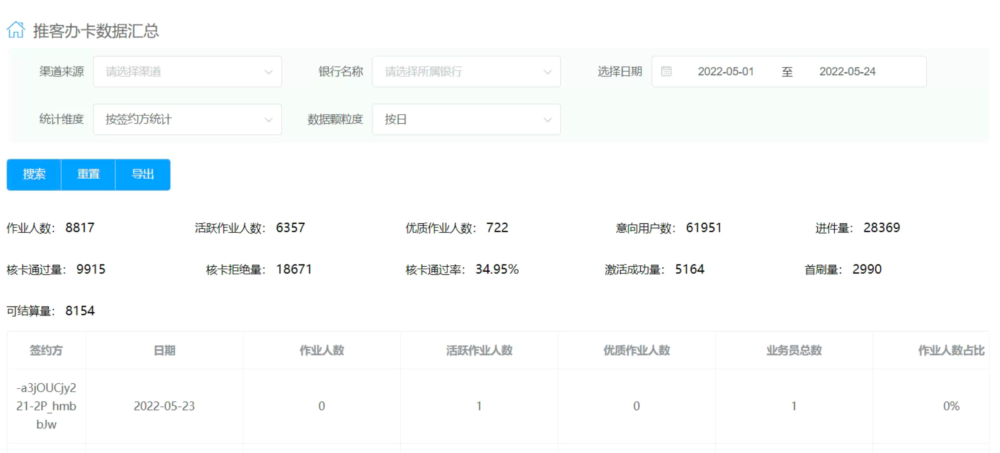 推客办卡数据汇总
渠道来源 请选择渠道 银行名称 请选择所属银行 选择日期 2022-05-01 至 2022-05-24
统计维度 按签约方统计 数据颗粒度 按日
搜索 重置 导出
作业人数： 8817 活跃作业人数： 6357 优质作业人数： 722 意向用户数： 61951 进件量： 28369
核卡通过量： 9915 核卡拒绝量： 18671 核卡通过率： 34.95% 激活成功量： 5164 首刷量： 2990
可结算量： 8154
签约方 日期 作业人数 活跃作业人数 优质作业人数 业务员总数 作业人数占比
-a3jOUCjy2
21-2P_hmb 2022-05-23 0 1 0 1 0%
bJw